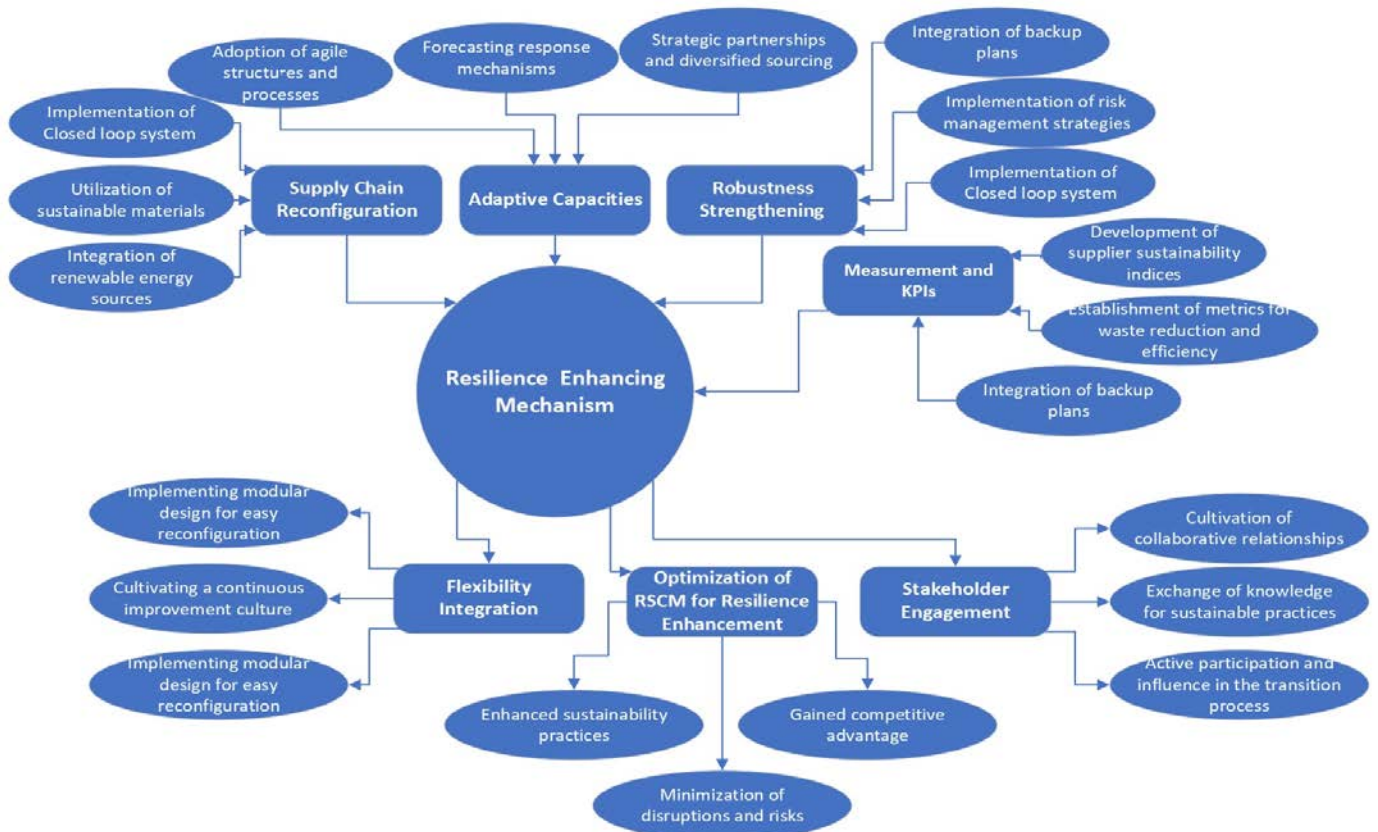 Adoption of agile
structures and
processes
Forecasting response
mechanisms
Strategic partnerships
and diversified sourcing
Integration of backup
plans
Implementation of
Closed loop system
Implementation of risk
management strategies
Utilization of
sustainable materials
Supply Chain
Reconfiguration
Adaptive Capacities
Robustness
Strengthening
Implementation of
Closed loop system
Integration of
renewable energy
sources
Measurement and
KPIs
Development of
supplier sustainability
indices
Establishment of metrics for
waste reduction and
efficiency
Integration of backup
plans
Resilience Enhancing
Mechanism
Implementing modular
design for easy
reconfiguration
Cultivating a continuous
improvement culture
Implementing modular
design for easy
reconfiguration
Flexibility
Integration
Optimization of
RSCM for Resilience
Enhancement
Stakeholder
Engagement
Cultivation of
collaborative relationships
Exchange of knowledge
for sustainable practices
Active participation and
influence in the transition
process
Enhanced sustainability
practices
Gained competitive
advantage
Minimization of
disruptions and risks